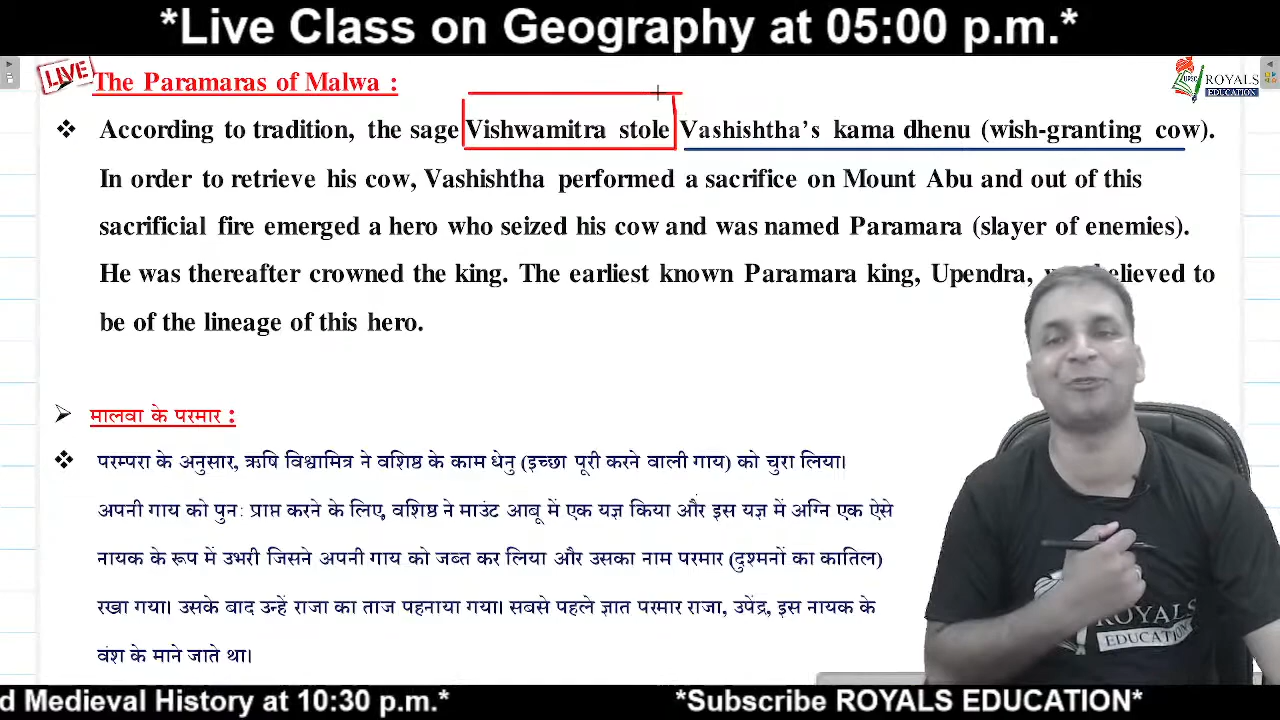 *Live Class on Geography at 05:00 p.m.*
LIVE The Paramaras of Malwa :
ROYALS
EDUCATION
❖ According to tradition, the sage Vishwamitra stole Vashishtha's kama dhenu (wish-granting cow).
In order to retrieve his cow, Vashishtha performed a sacrifice on Mount Abu and out of this
sacrificial fire emerged a hero who seized his cow and was named Paramara (slayer of enemies).
He was thereafter crowned the king. The earliest known Paramara king, Upendra, to
be of the lineage of this hero.
➢ मालवा के परमार :
❖ परम्परा के अनुसार, ऋषि विश्वामित्र ने वशिष्ठ के काम धेनु (इच्छा पूरी करने वाली गाय) को चुरा लिया।
अपनी गाय को पुन: प्राप्त करने के लिए, वशिष्ठ ने माउंट आबू में एक यज्ञ किया और इस यज्ञ में अग्नि एक ऐसे
नायक के रूप में उभरी जिसने अपनी गाय को जब्त कर लिया और उसका नाम परमार (दुश्मनों का कातिल)
रखा गया। उसके बाद उन्हें राजा का ताज पहनाया गया। सबसे पहले ज्ञात परमार राजा, उपेंद्र, इस नायक के
वंश के माने जाते था।
ROYALS
EDUCATION
d Medieval History at 10:30 p.m.* *Subscribe ROYALS EDUCATION*